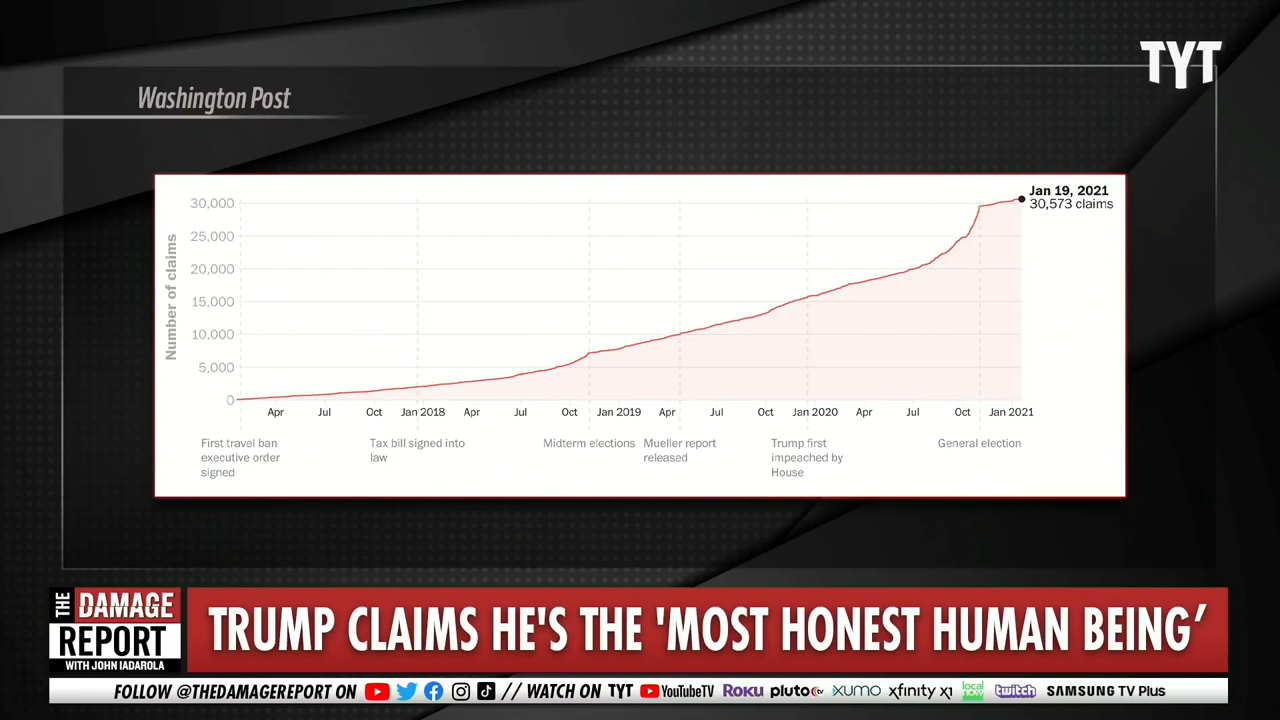 TYT
Washington Post
Jan 19, 2021
30,573 claims
Number of claims
30,000
25,000
20,000
15,000
10,000
5,000
0
Apr Jul Oct Jan 2018 Apr Jul Oct Jan 2019 Apr Jul Oct Jan 2020 Apr Jul Oct Jan 2021
First travel ban
executive order
signed
Tax bill signed into
law
Midterm elections
Mueller report
released
Trump first
impeached by
House
General election
THE DAMAGE
REPORT
WITH JOHN IADAROLA
TRUMP CLAIMS HE'S THE 'MOST HONEST HUMAN BEING’
FOLLOW @THEDAMAGEREPORT ON // WATCH ON TYT YouTubeTV ROKU pluto tv XUMO xfinity x1 local now twitch SAMSUNG TV Plus